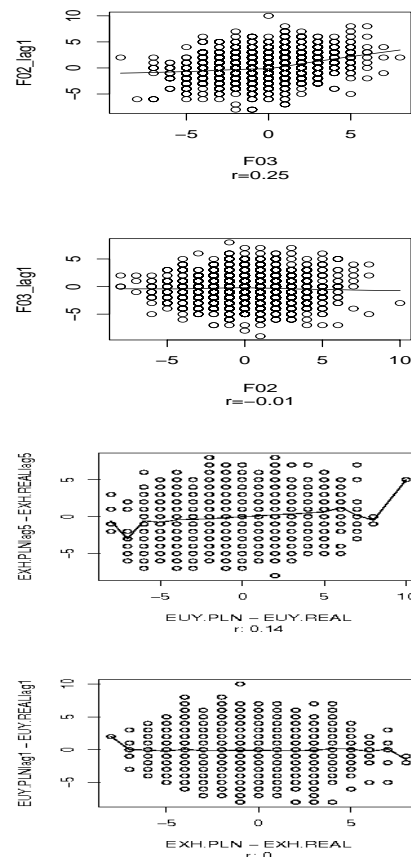 F02_lag1
10
5
0
−5
−5
0
5
F03
r=0.25
F03_lag1
5
0
−5
−5
0
5
10
F02
r=−0.01
EXH.PLNlag5 − EXH.REALlag5
5
0
−5
−5
0
5
10
EUY.PLN − EUY.REAL
r: 0.14
EUY.PLNlag1 − EUY.REALlag1
10
5
0
−5
−5
0
5
EXH.PLN − EXH.REAL
r: 0